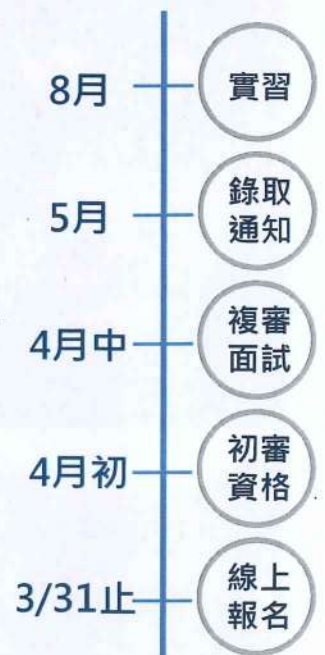 8月
實習
5月
錄取
通知
4月中
複審
面試
4月初
初審
資格
3/31止
線上
報名